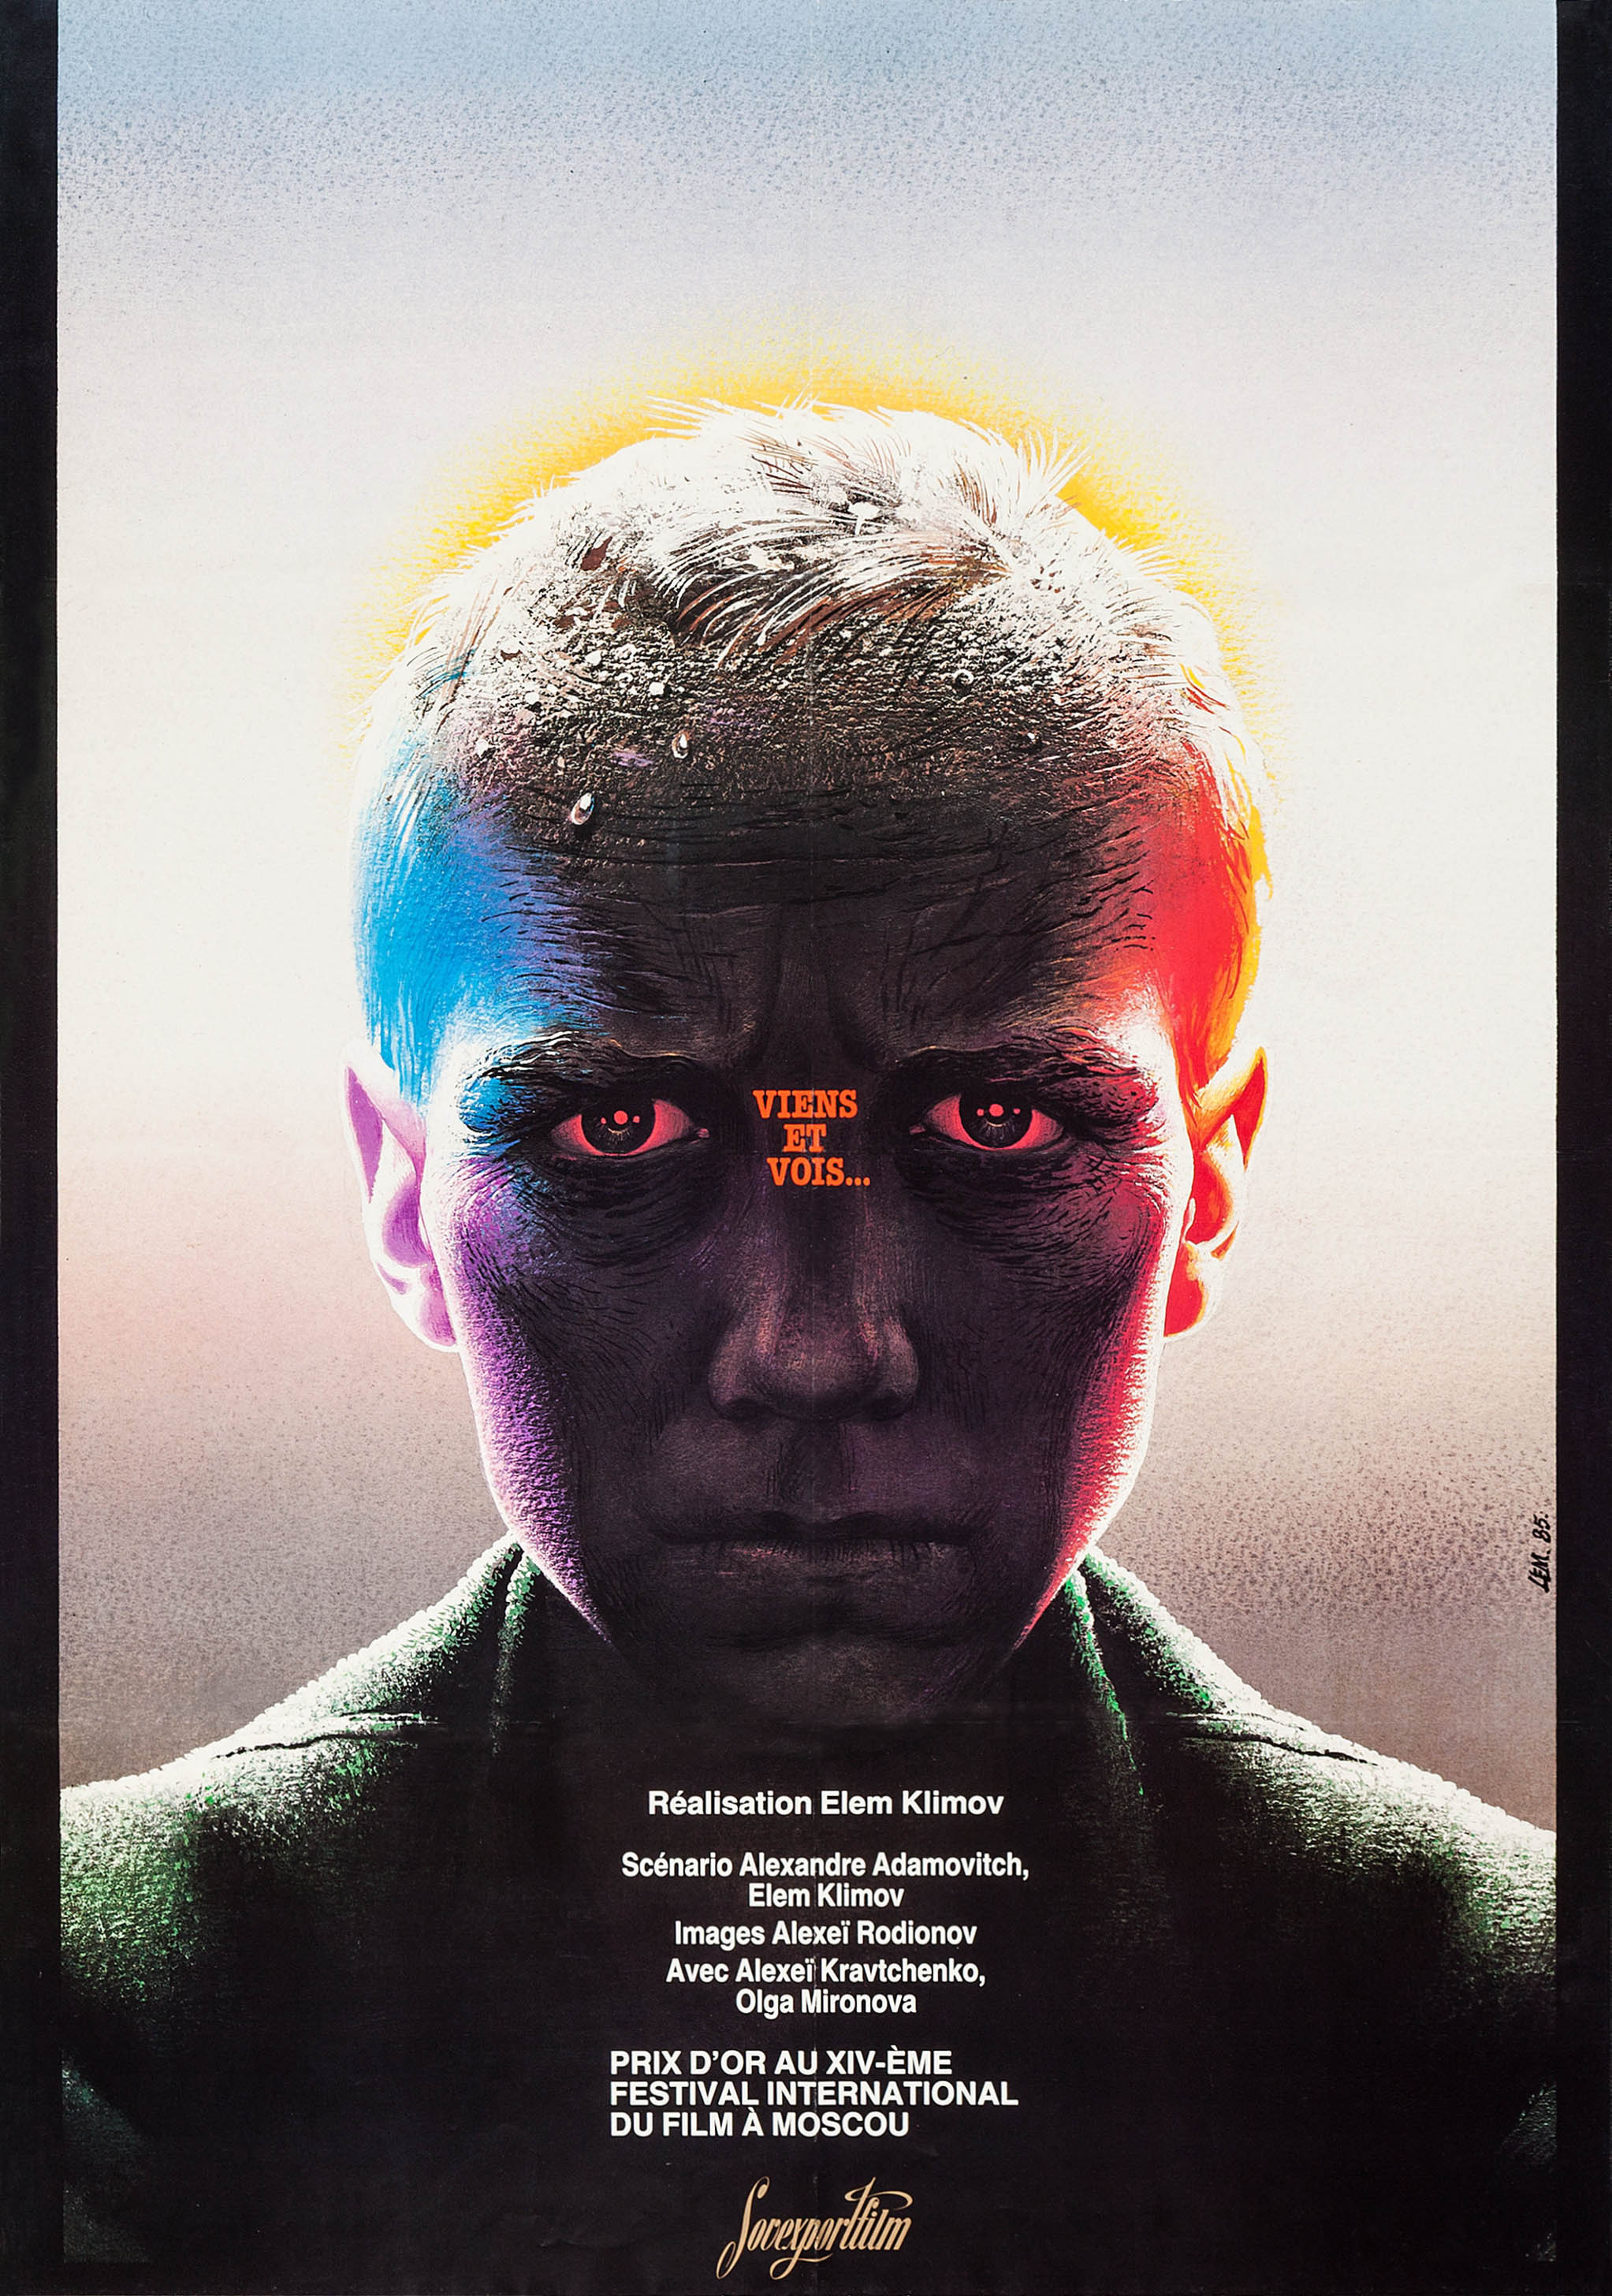 VIENS
ET
VOIS...
LEM. 85.
Réalisation Elem Klimov
Scénario Alexandre Adamovitch,
Elem Klimov
Images Alexeï Rodionov
Avec Alexeï Kravtchenko,
Olga Mironova
PRIX D'OR AU XIV-ÈME
FESTIVAL INTERNATIONAL
DU FILM À MOSCOU
Sovexportfilm